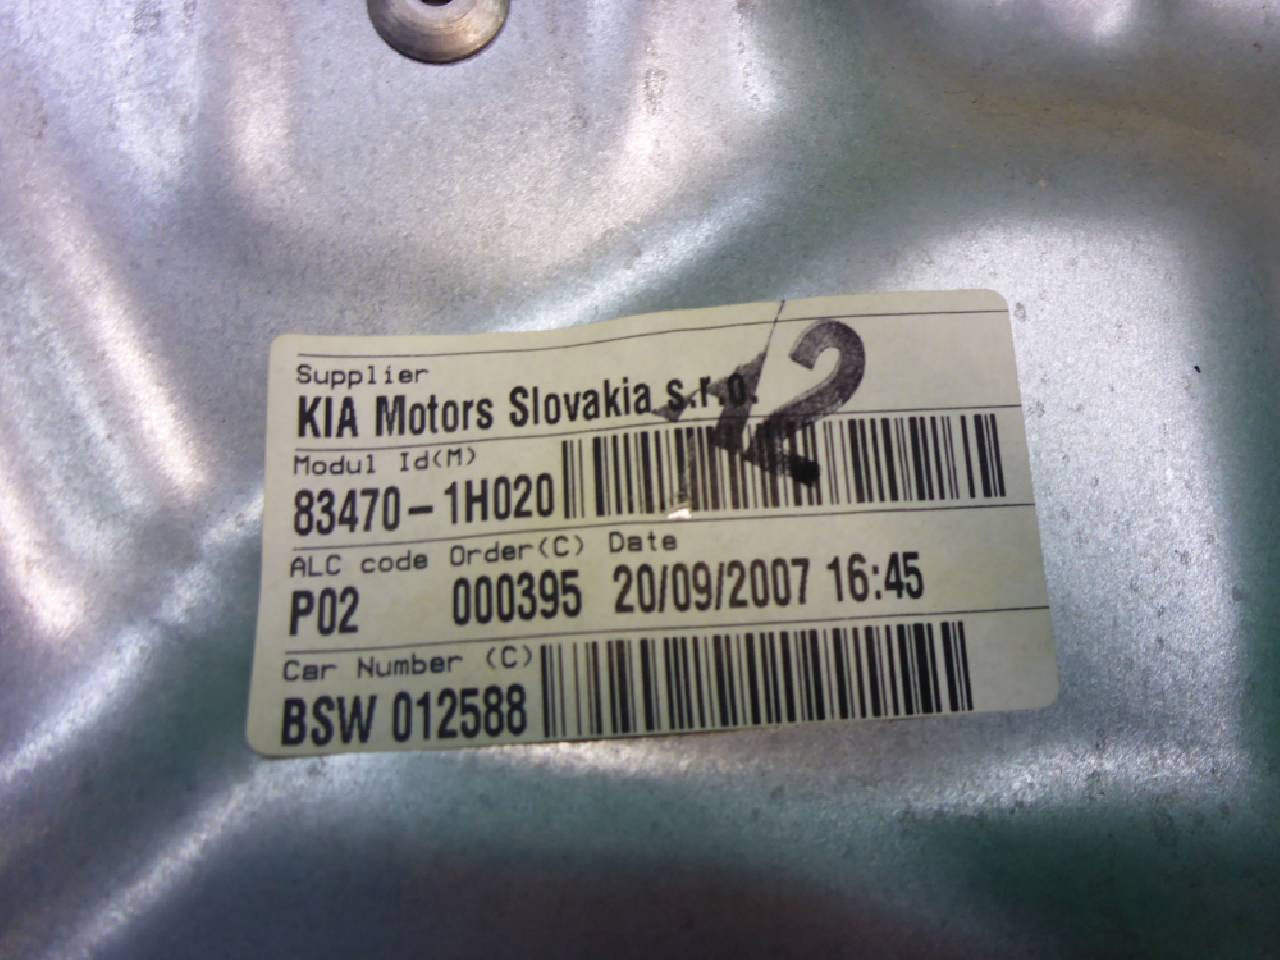 Supplier
KIA Motors Slovakia s.r.o.
12
Modul Id(M)
83470-1H020
ALC code Order(C) Date
P02 000395 20/09/2007 16:45
Car Number (C)
BSW 012588